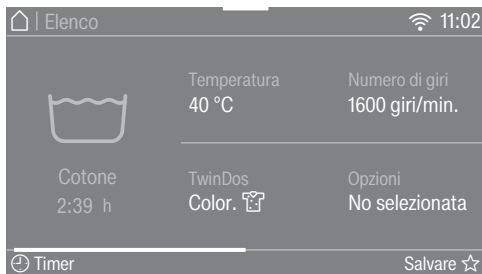 Elenco 11:02
Temperatura Numero di giri
40 °C 1600 giri/min.
Cotone TwinDos Opzioni
2:39 h Color. No selezionata
Timer Salvare